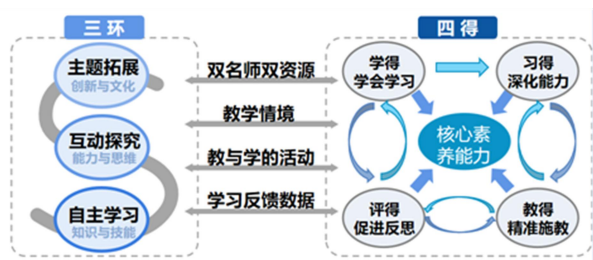 三环
四得
主题拓展
创新与文化
互动探究
能力与思维
自主学习
知识与技能
双名师双资源
教学情境
教与学的活动
学习反馈数据
学得
学会学习
习得
深化能力
核心素
养能力
评得
促进反思
教得
精准施教